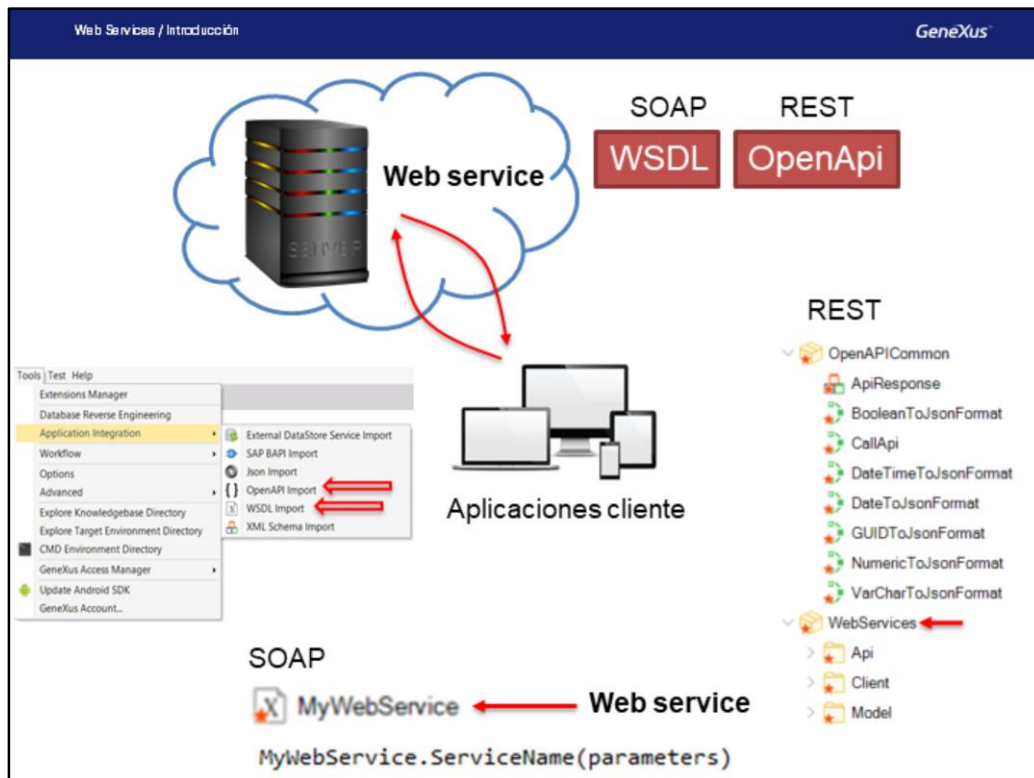 Web Services / Introducción
GeneXus
SOAP
REST
WSDL
OpenApi
Web service
SERVER
REST
OpenAPICommon
ApiResponse
BooleanToJsonFormat
CallApi
DateTimeToJsonFormat
DateToJsonFormat
GUIDToJsonFormat
NumericToJsonFormat
VarCharToJsonFormat
WebServices
Api
Client
Model
Tools Test Help
Extensions Manager
Database Reverse Engineering
Application Integration
Workflow
Options
Advanced
Explore Knowledgebase Directory
Explore Target Environment Directory
CMD Environment Directory
GeneXus Access Manager
Update Android SDK
GeneXus Account...
External DataStore Service Import
SAP BAPI Import
Json Import
{ } OpenAPI Import
WSDL Import
XML Schema Import
Aplicaciones cliente
SOAP
X MyWebService
Web service
MyWebService.ServiceName(parameters)